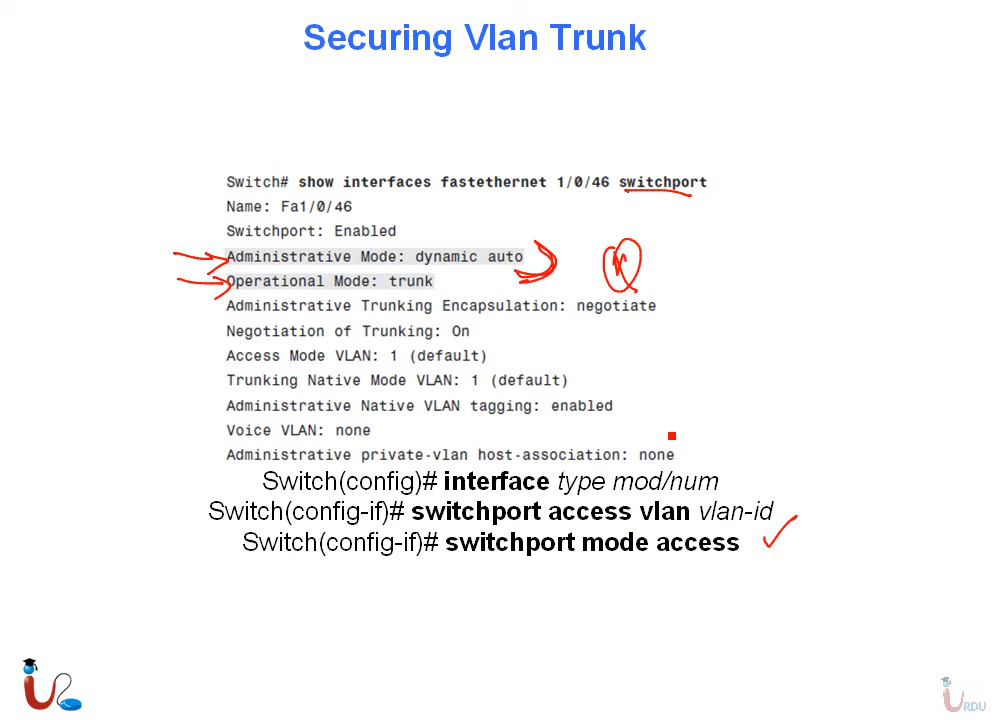 Securing Vlan Trunk
Switch# show interfaces fastethernet 1/0/46 switchport
Name: Fa1/0/46
Switchport: Enabled
Administrative Mode: dynamic auto
Operational Mode: trunk
Administrative Trunking Encapsulation: negotiate
Negotiation of Trunking: On
Access Mode VLAN: 1 (default)
Trunking Native Mode VLAN: 1 (default)
Administrative Native VLAN tagging: enabled
Voice VLAN: none
Administrative private-vlan host-association: none
Switch(config)# interface type mod/num
Switch(config-if)# switchport access vlan vlan-id
Switch(config-if)# switchport mode access
URDU